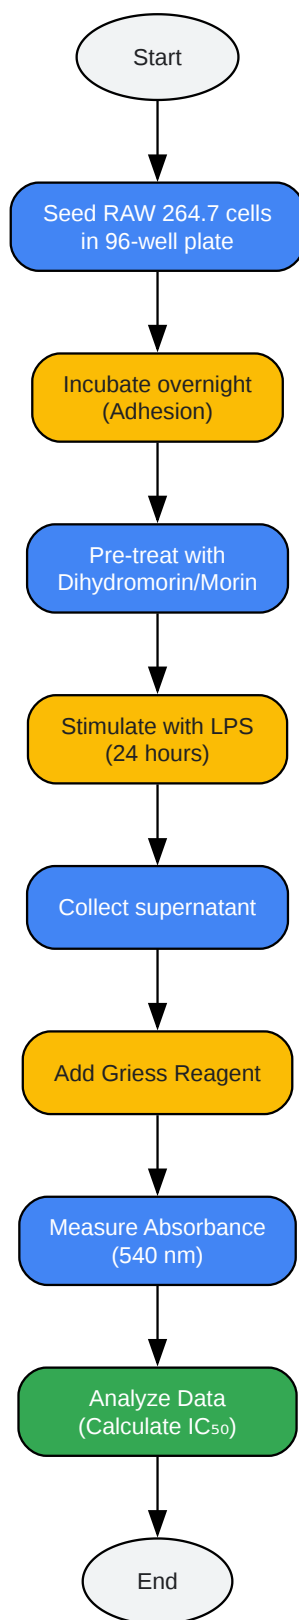 Start
Seed RAW 264.7 cells
in 96-well plate
Incubate overnight
(Adhesion)
Pre-treat with
Dihydromorin/Morin
Stimulate with LPS
(24 hours)
Collect supernatant
Add Griess Reagent
Measure Absorbance
(540 nm)
Analyze Data
(Calculate IC₅₀)
End